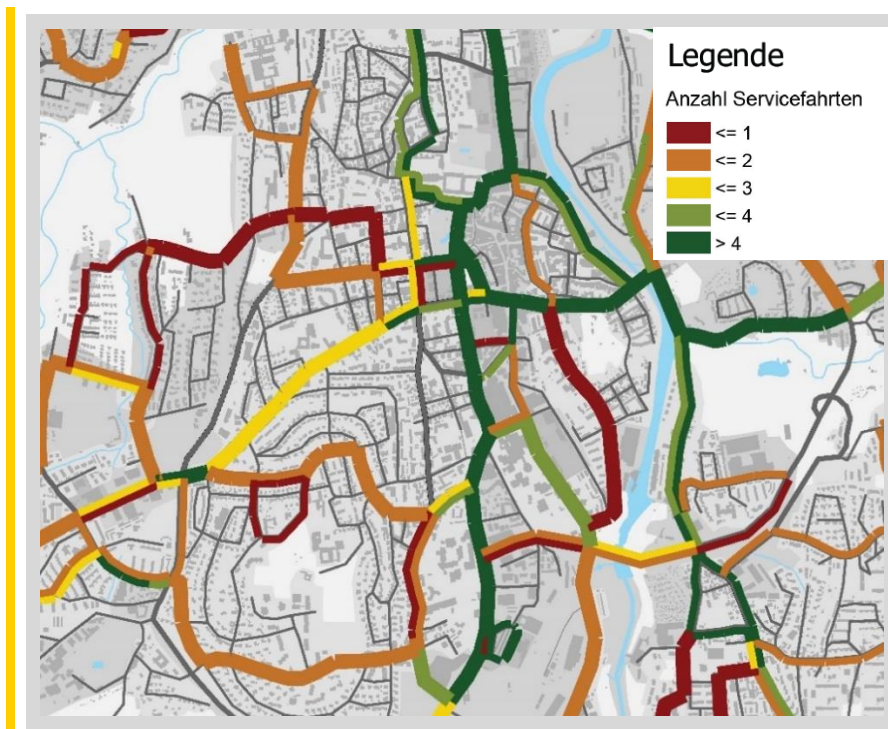 Legende
Anzahl Servicefahrten
<= 1
<= 2
<= 3
<= 4
> 4